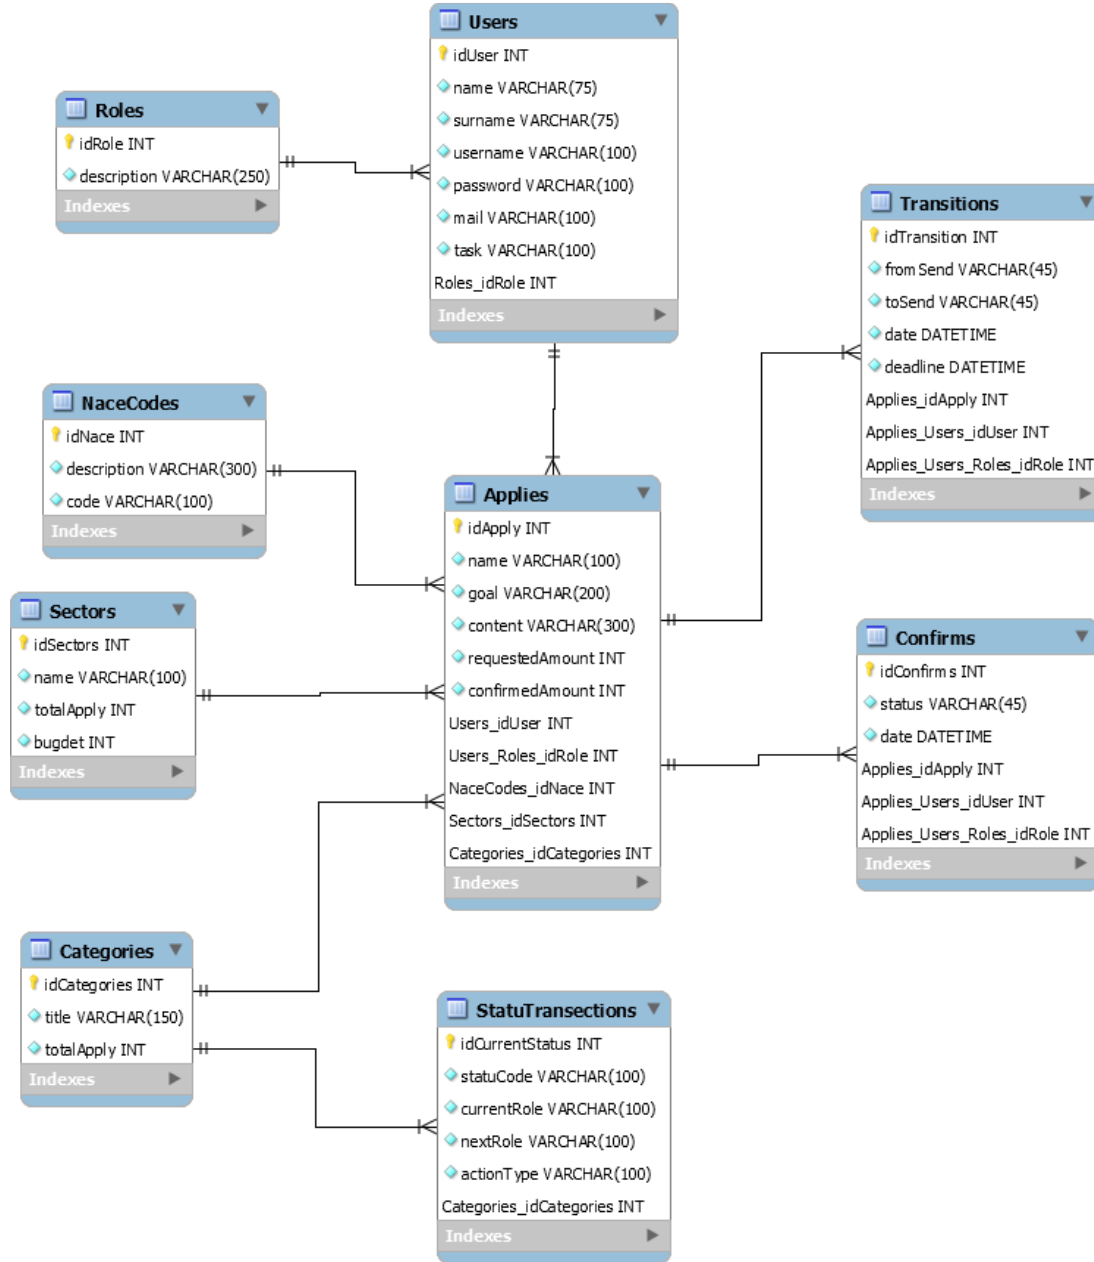 Users
idUser INT
name VARCHAR(75)
surname VARCHAR(75)
username VARCHAR(100)
password VARCHAR(100)
mail VARCHAR(100)
task VARCHAR(100)
Roles_idRole INT
Indexes
Roles
idRole INT
description VARCHAR(250)
Indexes
Transitions
idTransition INT
fromSend VARCHAR(45)
toSend VARCHAR(45)
date DATETIME
deadline DATETIME
Applies_idApply INT
Applies_Users_idUser INT
Applies_Users_Roles_idRole INT
Indexes
NaceCodes
idNace INT
description VARCHAR(300)
code VARCHAR(100)
Indexes
Applies
idApply INT
name VARCHAR(100)
goal VARCHAR(200)
content VARCHAR(300)
requestedAmount INT
confirmedAmount INT
Users_idUser INT
Users_Roles_idRole INT
NaceCodes_idNace INT
Sectors_idSectors INT
Categories_idCategories INT
Indexes
Sectors
idSectors INT
name VARCHAR(100)
totalApply INT
bugdet INT
Indexes
Confirms
idConfirms INT
status VARCHAR(45)
date DATETIME
Applies_idApply INT
Applies_Users_idUser INT
Applies_Users_Roles_idRole INT
Indexes
Categories
idCategories INT
title VARCHAR(150)
totalApply INT
Indexes
StatuTransections
idCurrentStatus INT
statuCode VARCHAR(100)
currentRole VARCHAR(100)
nextRole VARCHAR(100)
actionType VARCHAR(100)
Categories_idCategories INT
Indexes